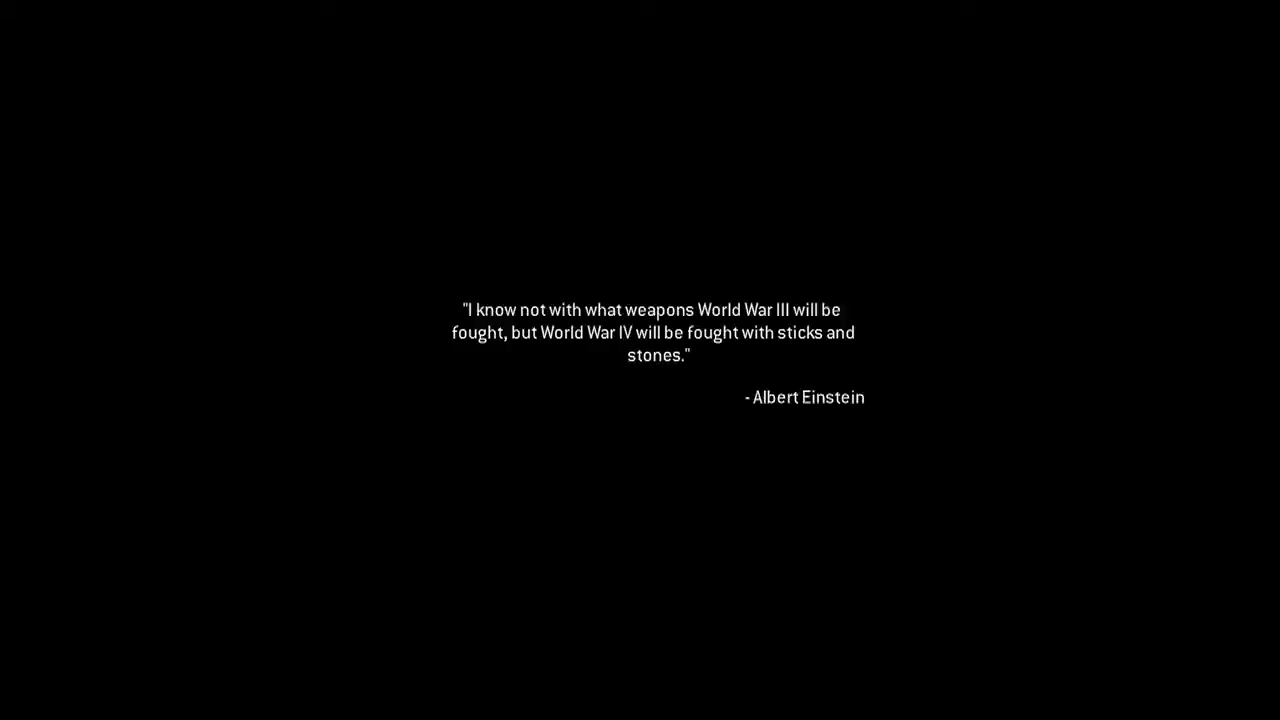 "I know not with what weapons World War III will be
fought, but World War IV will be fought with sticks and
stones."
- Albert Einstein